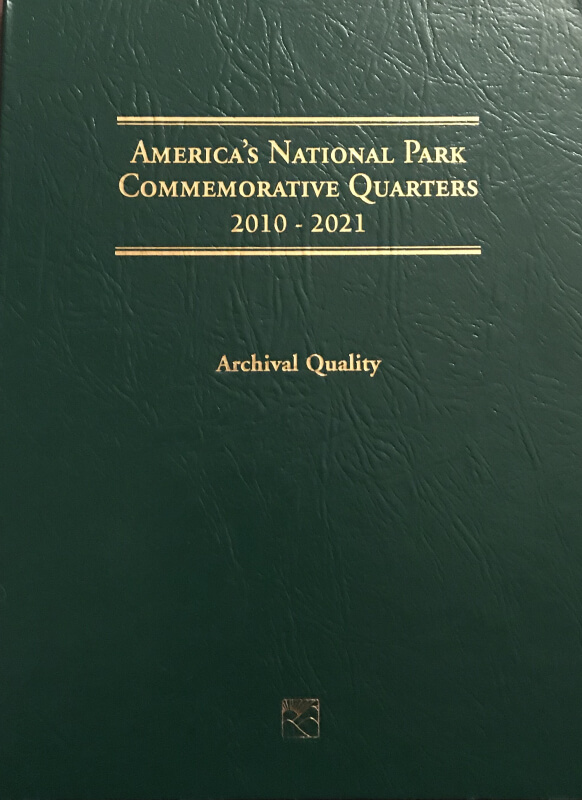 AMERICA'S NATIONAL PARK
COMMEMORATIVE QUARTERS
2010 - 2021
Archival Quality